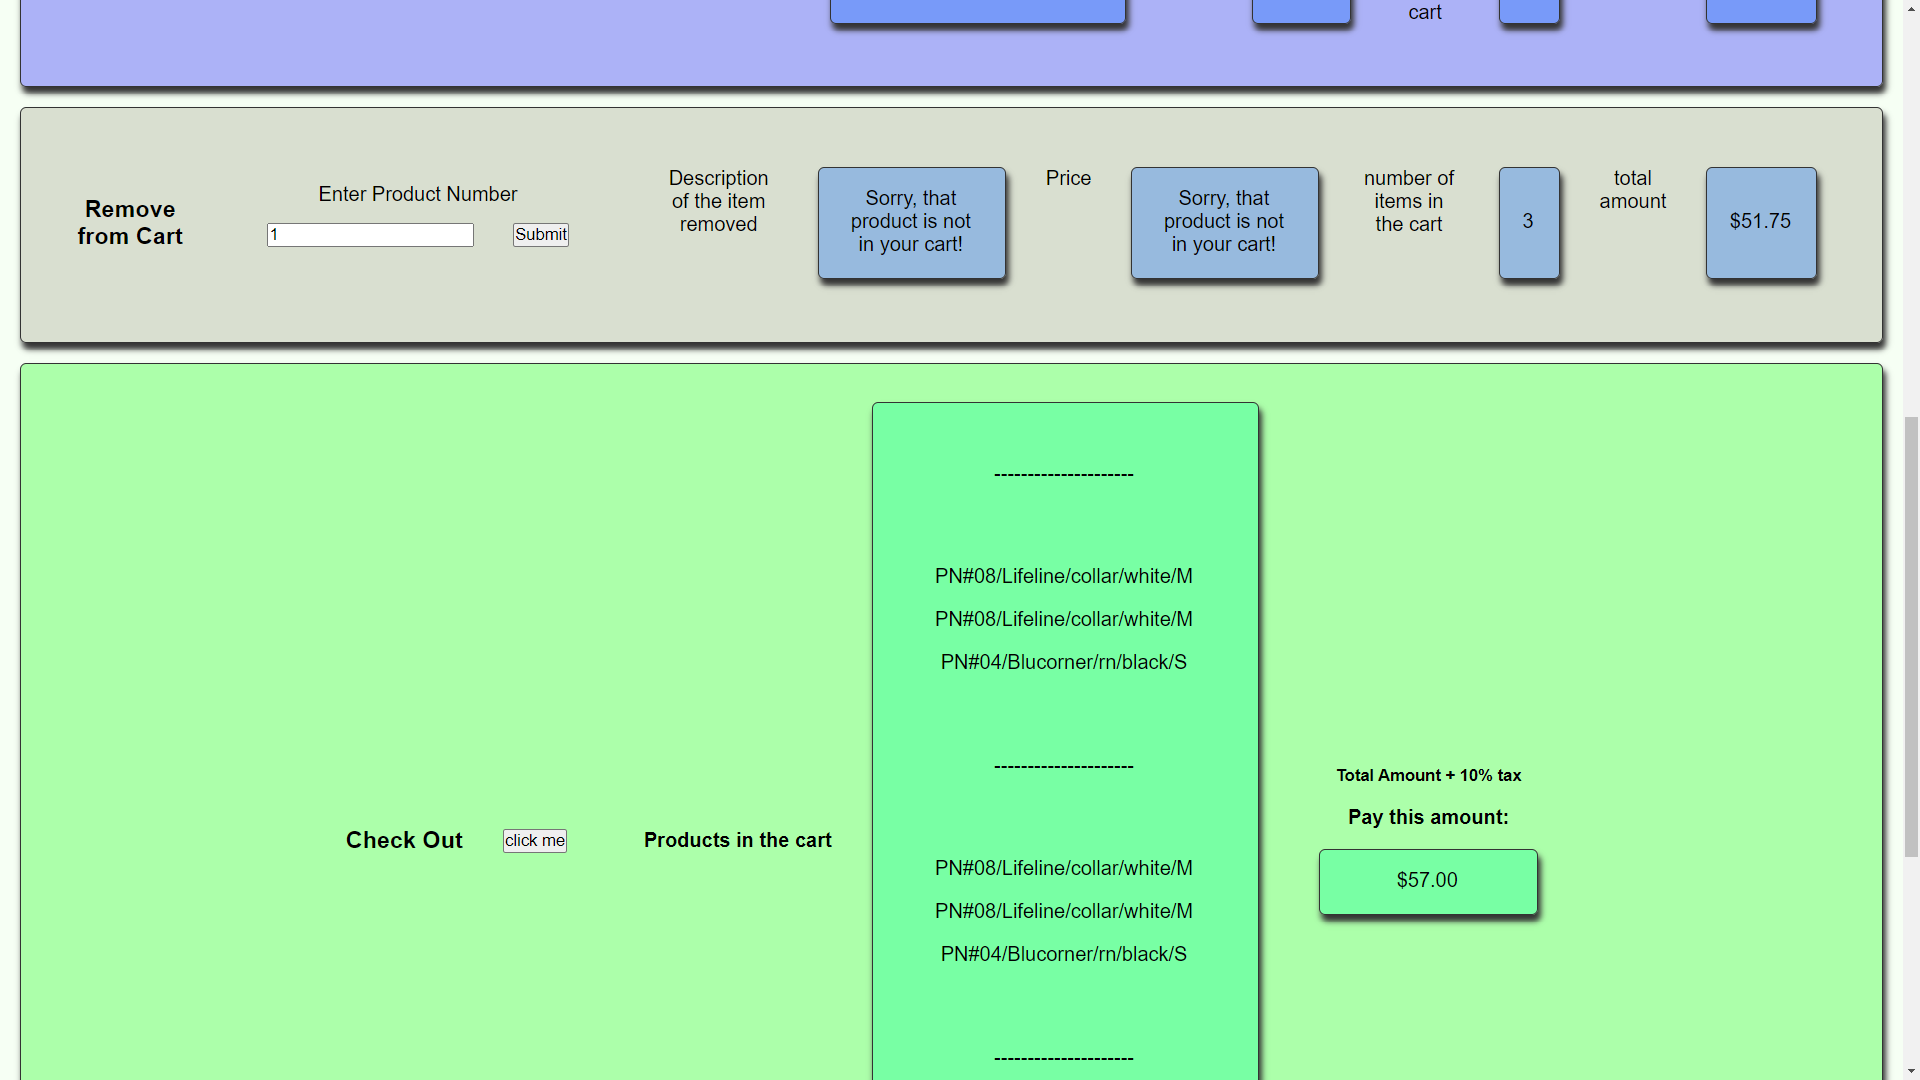 cart
Remove
from Cart
Enter Product Number
1
Submit
Description
of the item
removed
Sorry, that
product is not
in your cart!
Price
Sorry, that
product is not
in your cart!
number of
items in
the cart
3
total
amount
$51.75
Check Out
click me
Products in the cart
----------------------
PN#08/Lifeline/collar/white/M
PN#08/Lifeline/collar/white/M
PN#04/Blucorner/rn/black/S
----------------------
PN#08/Lifeline/collar/white/M
PN#08/Lifeline/collar/white/M
PN#04/Blucorner/rn/black/S
----------------------
Total Amount + 10% tax
Pay this amount:
$57.00